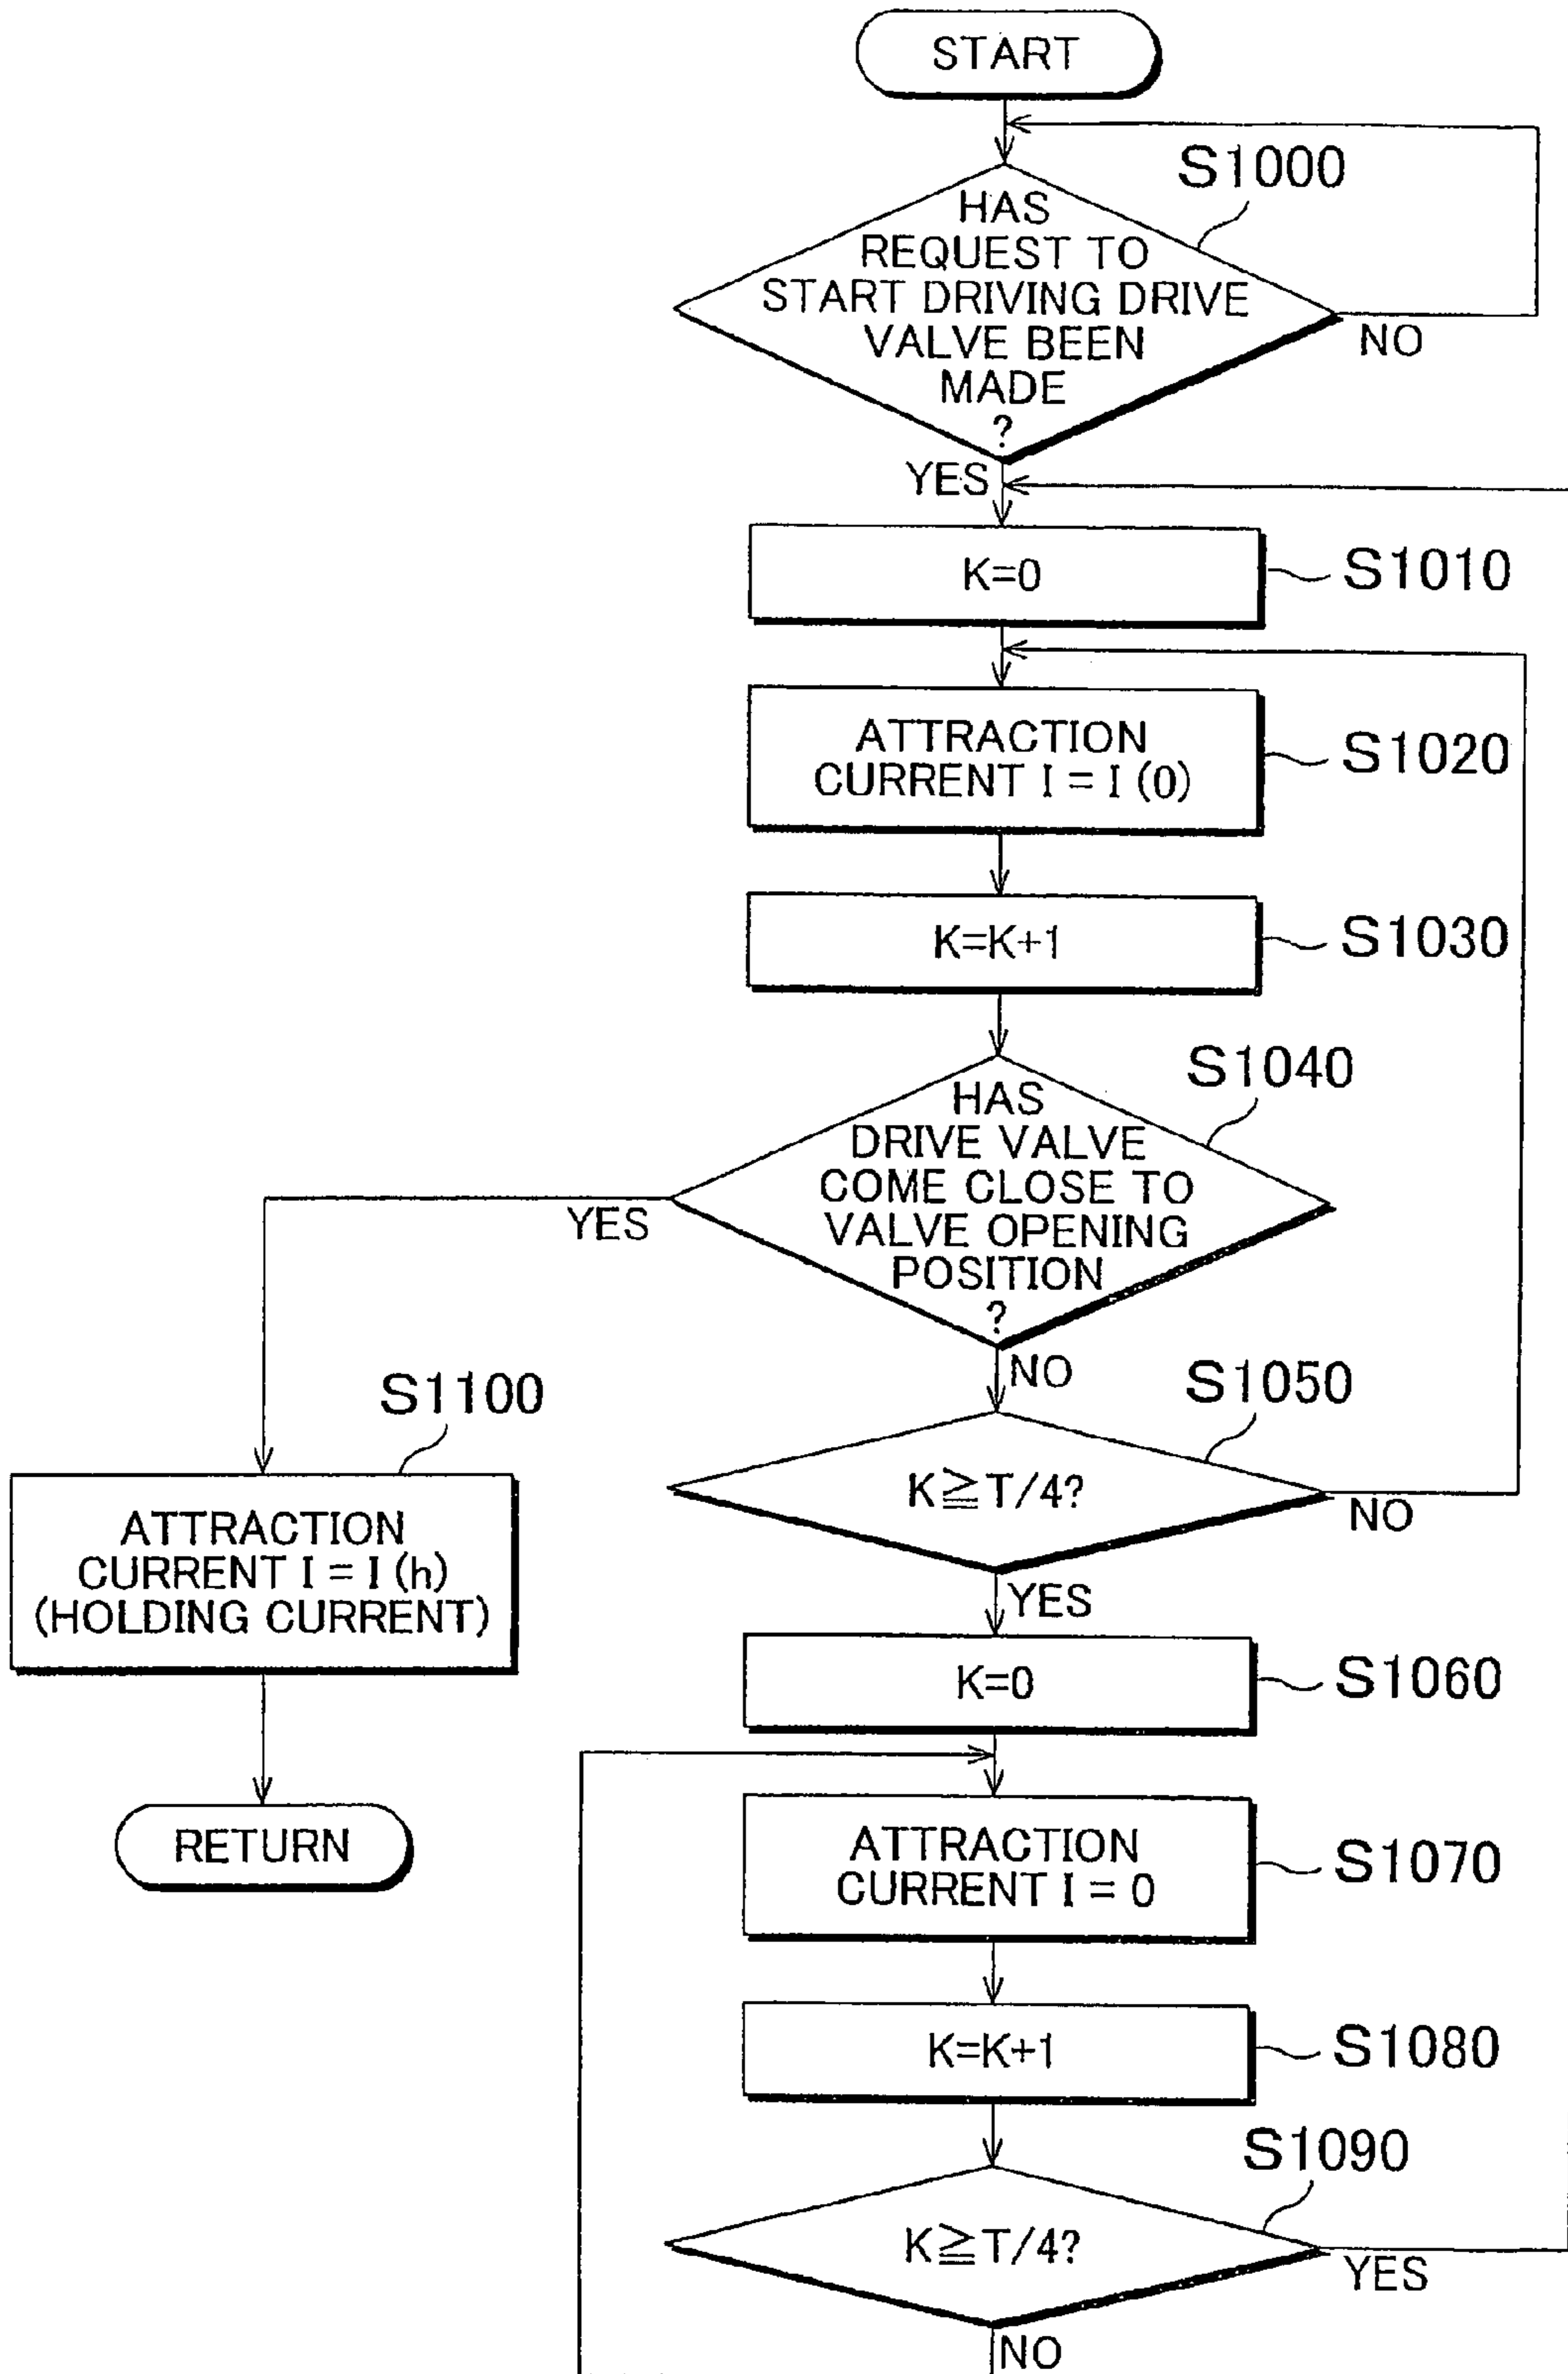 START
S1000
HAS
REQUEST TO
START DRIVING DRIVE
VALVE BEEN
MADE
?
NO
YES
K=0
S1010
ATTRACTION
CURRENT I = I (0)
S1020
K=K+1
S1030
S1040
HAS
DRIVE VALVE
COME CLOSE TO
VALVE OPENING
POSITION
?
YES
NO
S1050
K≧T/4?
NO
YES
S1100
ATTRACTION
CURRENT I = I (h)
(HOLDING CURRENT)
RETURN
K=0
S1060
ATTRACTION
CURRENT I = 0
S1070
K=K+1
S1080
S1090
K≧T/4?
YES
NO